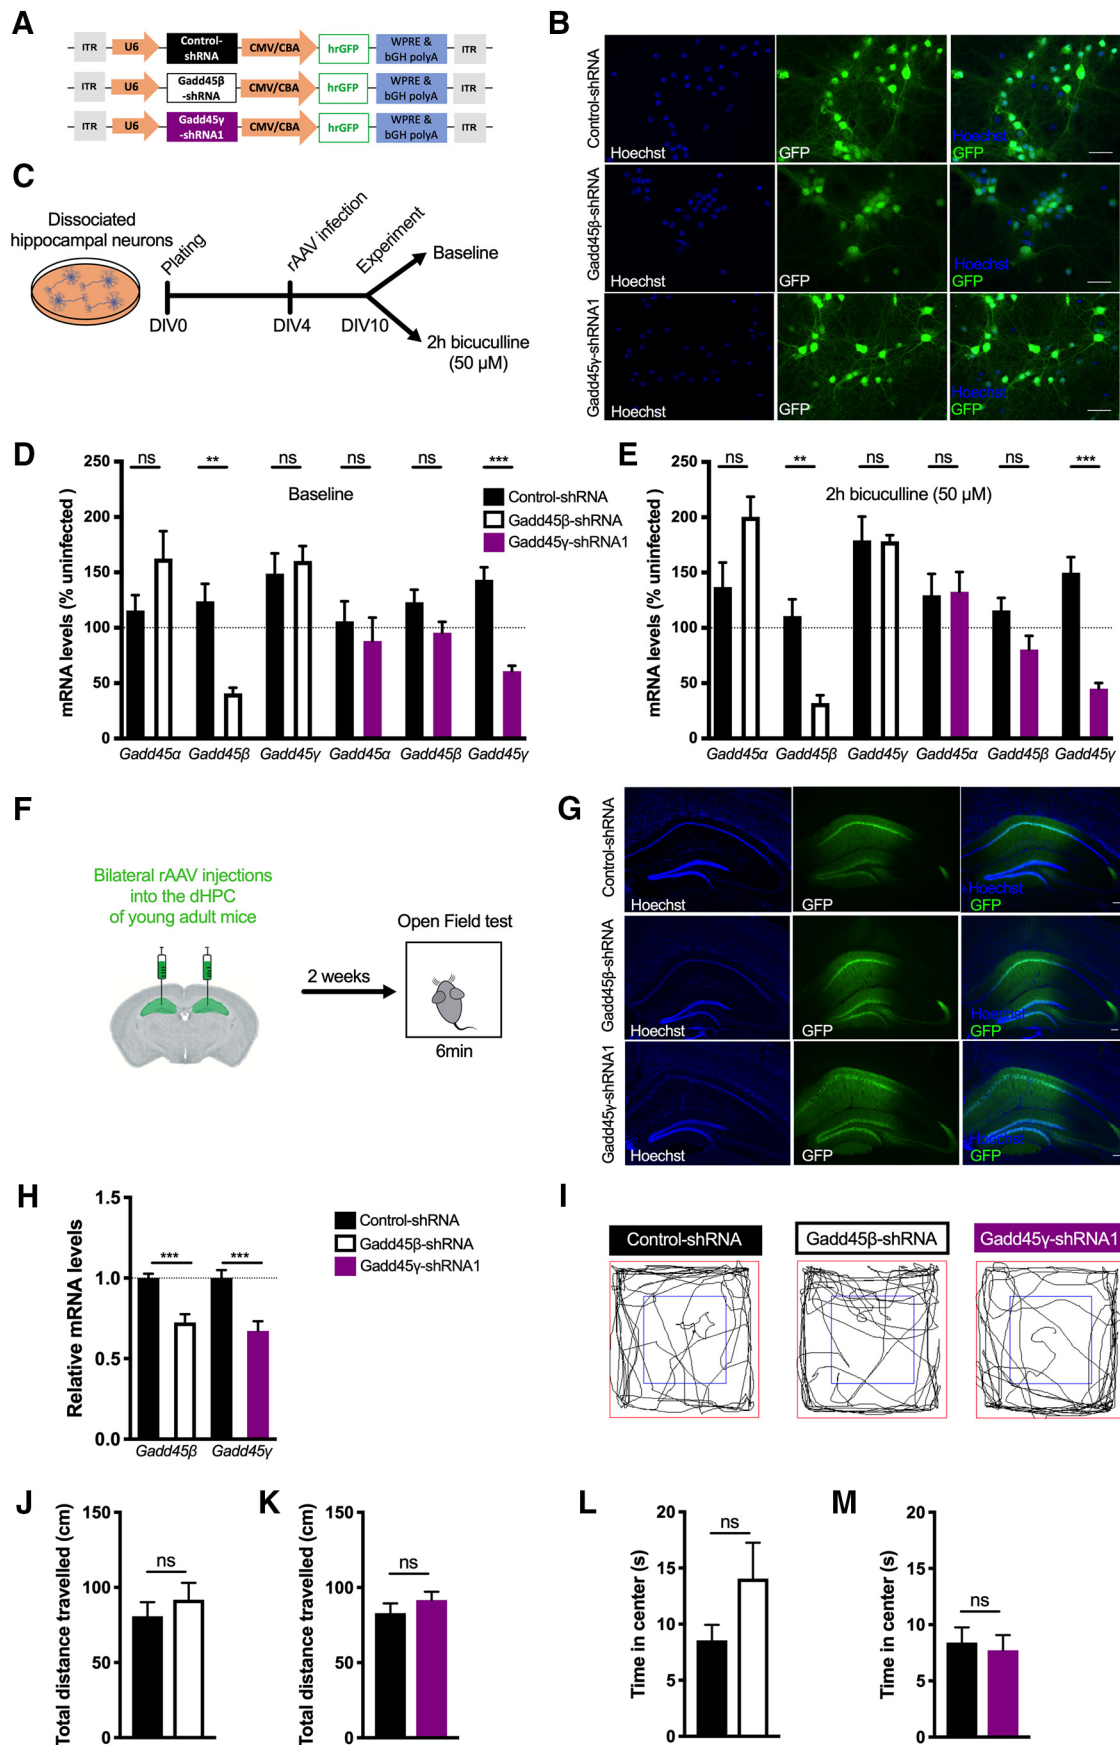 A
ITR U6 Control-shRNA CMV/CBA hrGFP WPRE & bGH polyA ITR
ITR U6 Gadd45β-shRNA CMV/CBA hrGFP WPRE & bGH polyA ITR
ITR U6 Gadd45γ-shRNA1 CMV/CBA hrGFP WPRE & bGH polyA ITR
B
Control-shRNA
Hoechst
GFP
Hoechst
GFP
Gadd45β-shRNA
Hoechst
GFP
Hoechst
GFP
Gadd45γ-shRNA1
Hoechst
GFP
Hoechst
GFP
C
Dissociated
hippocampal neurons
Plating
rAAV infection
Experiment
Baseline
DIV0
DIV4
DIV10
2h bicuculline
(50 µM)
D
mRNA levels (% uninfected )
250
200
150
100
50
0
ns ** ns ns ns ***
Baseline
Control-shRNA
Gadd45β-shRNA
Gadd45γ-shRNA1
Gadd45α Gadd45β Gadd45γ Gadd45α Gadd45β Gadd45γ
E
mRNA levels (% uninfected )
250
200
150
100
50
0
ns ** ns ns ns ***
2h bicuculline (50 µM)
Gadd45α Gadd45β Gadd45γ Gadd45α Gadd45β Gadd45γ
F
Bilateral rAAV injections
into the dHPC
of young adult mice
2 weeks
Open Field test
6min
G
Control-shRNA
Hoechst
GFP
Hoechst
GFP
Gadd45β-shRNA
Hoechst
GFP
Hoechst
GFP
Gadd45γ-shRNA1
Hoechst
GFP
Hoechst
GFP
H
Relative mRNA levels
1.5
1.0
0.5
0.0
*** ***
Gadd45β Gadd45γ
Control-shRNA
Gadd45β-shRNA
Gadd45γ-shRNA1
I
Control-shRNA
Gadd45β-shRNA
Gadd45γ-shRNA1
J
Total distance travelled (cm)
150
100
50
0
ns
K
Total distance travelled (cm)
150
100
50
0
ns
L
Time in center (s)
20
15
10
5
0
ns
M
Time in center (s)
20
15
10
5
0
ns